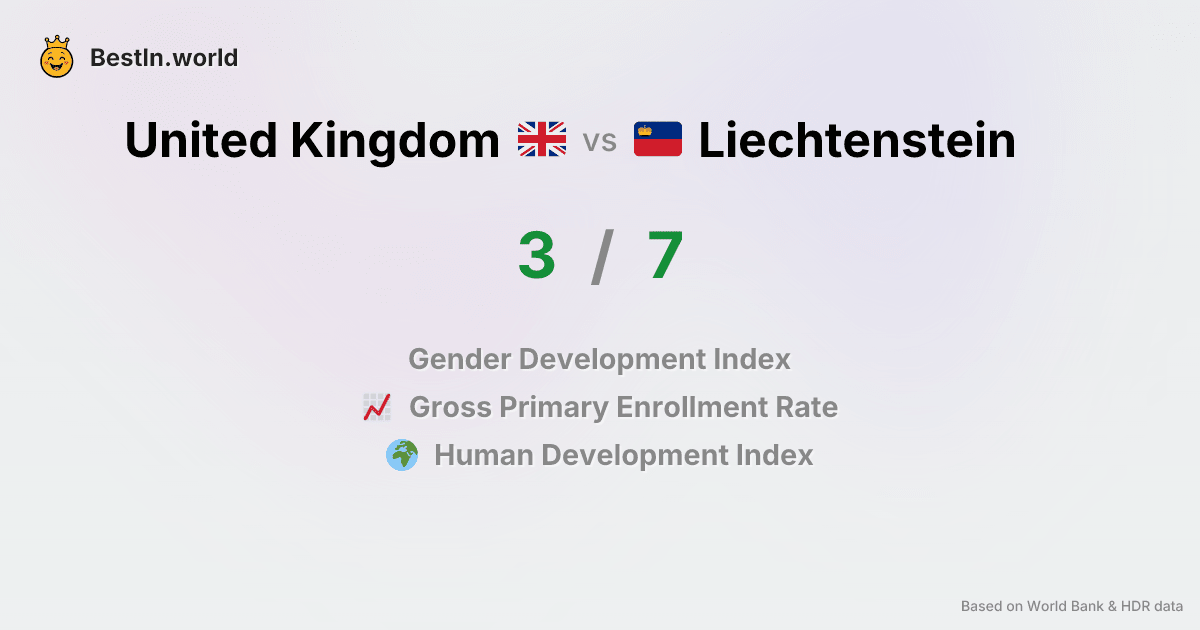 BestIn.world
United Kingdom vs Liechtenstein
3 / 7
Gender Development Index
Gross Primary Enrollment Rate
Human Development Index
Based on World Bank & HDR data